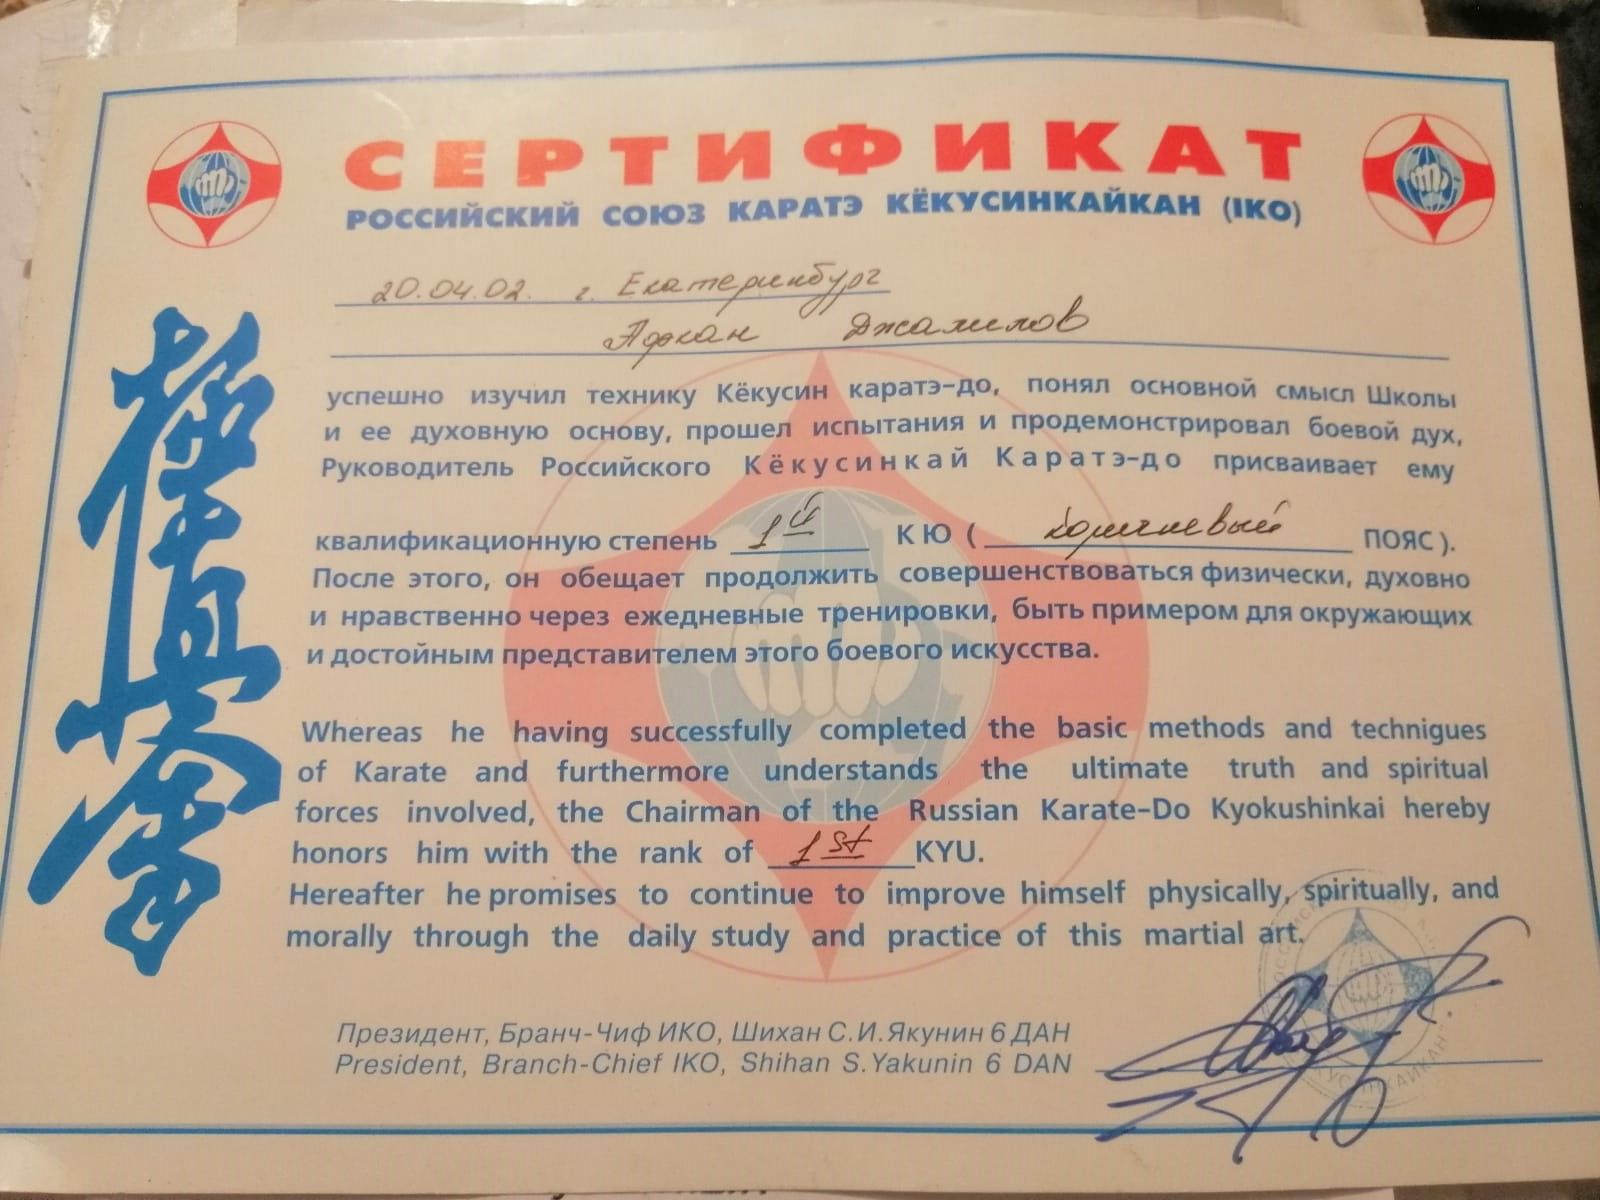 СЕРТИФИКАТ
РОССИЙСКИЙ СОЮЗ КАРАТЭ КЁКУСИНКАЙКАН (IKO)
20.04.02. г. Екатеринбург
Афкан Джамилов
успешно изучил технику Кёкусин каратэ-до, понял основной смысл Школы
и ее духовную основу, прошел испытания и продемонстрировал боевой дух,
Руководитель Российского Кёкусинкай Каратэ-до присваивает ему
квалификационную степень 1й КЮ ( коричневый ПОЯС ).
После этого, он обещает продолжить совершенствоваться физически, духовно
и нравственно через ежедневные тренировки, быть примером для окружающих
и достойным представителем этого боевого искусства.
Whereas he having successfully completed the basic methods and technigues
of Karate and furthermore understands the ultimate truth and spiritual
forces involved, the Chairman of the Russian Karate-Do Kyokushinkai hereby
honors him with the rank of 1st KYU.
Hereafter he promises to continue to improve himself physically, spiritually, and
morally through the daily study and practice of this martial art.
Президент, Бранч-Чиф ИКО, Шихан С.И.Якунин 6 ДАН
President, Branch-Chief IKO, Shihan S.Yakunin 6 DAN
極真会